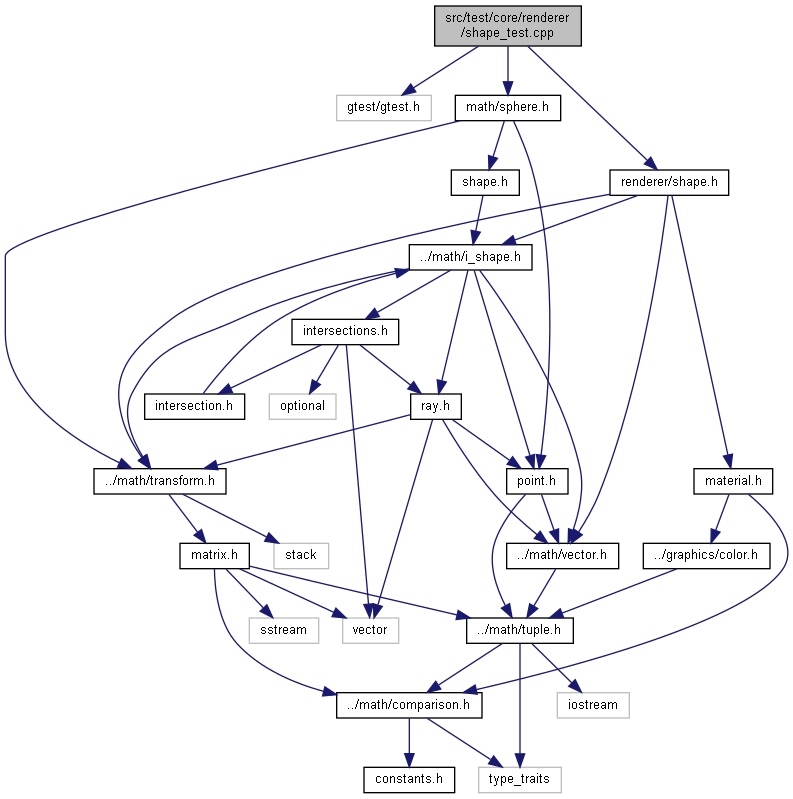 src/test/core/renderer
/shape_test.cpp
gtest/gtest.h
math/sphere.h
shape.h
renderer/shape.h
../math/i_shape.h
intersections.h
intersection.h
optional
ray.h
../math/transform.h
point.h
material.h
matrix.h
stack
../math/vector.h
../graphics/color.h
sstream
vector
../math/tuple.h
../math/comparison.h
iostream
constants.h
type_traits